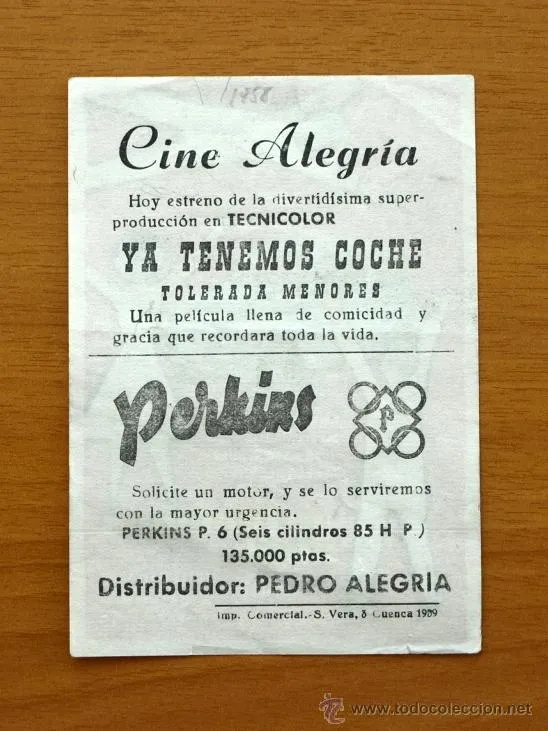 1958
Cine Alegría
Hoy estreno de la divertidísima super-
producción en TECNICOLOR
YA TENEMOS COCHE
TOLERADA MENORES
Una película llena de comicidad y
gracia que recordara toda la vida.
Perkins
P
Solicite un motor, y se lo serviremos
con la mayor urgencia.
PERKINS P. 6 (Seis cilindros 85 H P.)
135.000 ptas.
Distribuidor: PEDRO ALEGRIA
Imp. Comercial.-S. Vera, 8 Cuenca 1959
www.todocoleccion.net